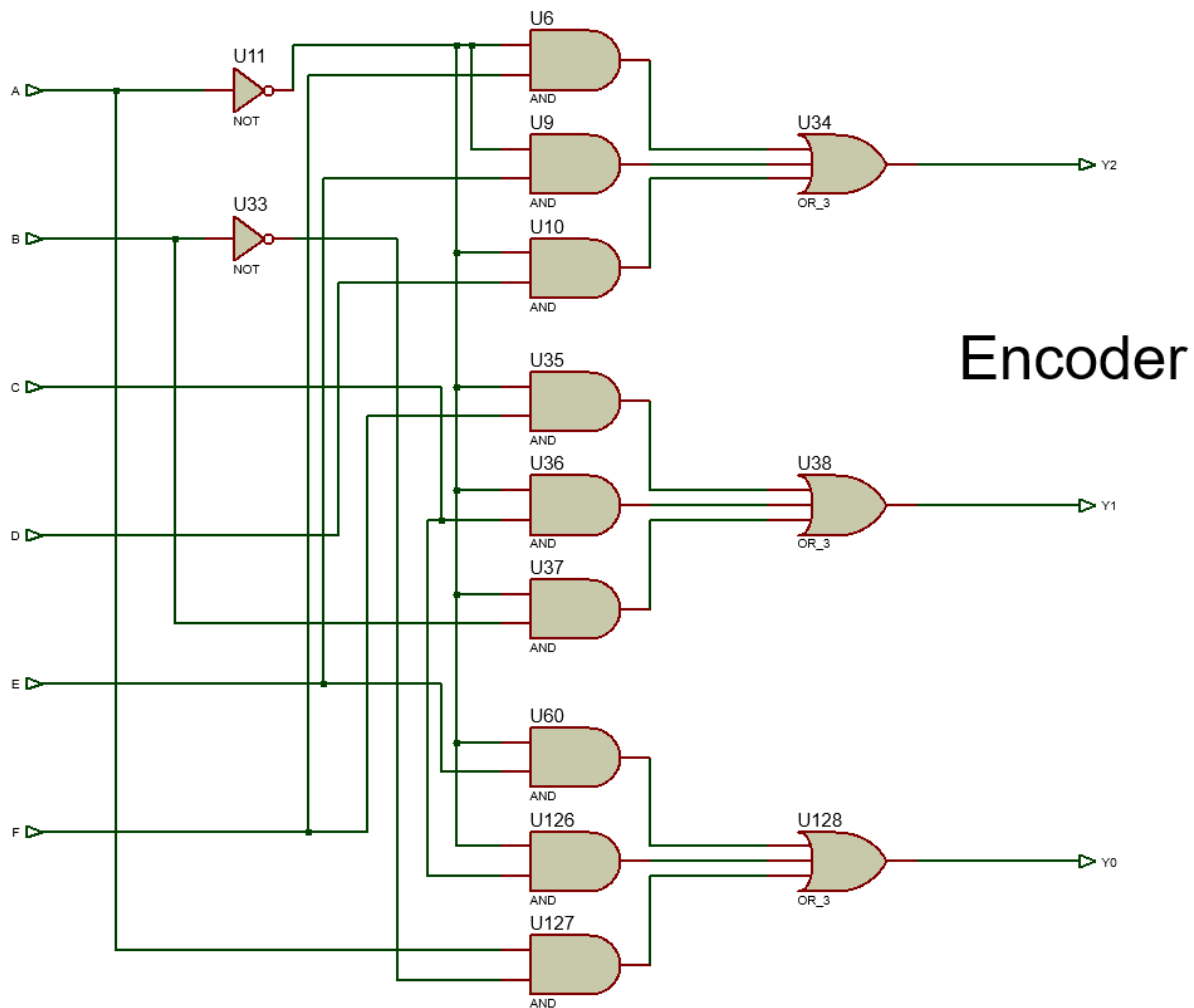 U6
U11
A
NOT
AND
U9
U34
Y2
U33
AND
OR_3
U10
B
NOT
AND
Encoder
U35
C
AND
U36
U38
Y1
D
AND
OR_3
U37
AND
E
U60
AND
F
U126
U128
Y0
AND
OR_3
U127
AND